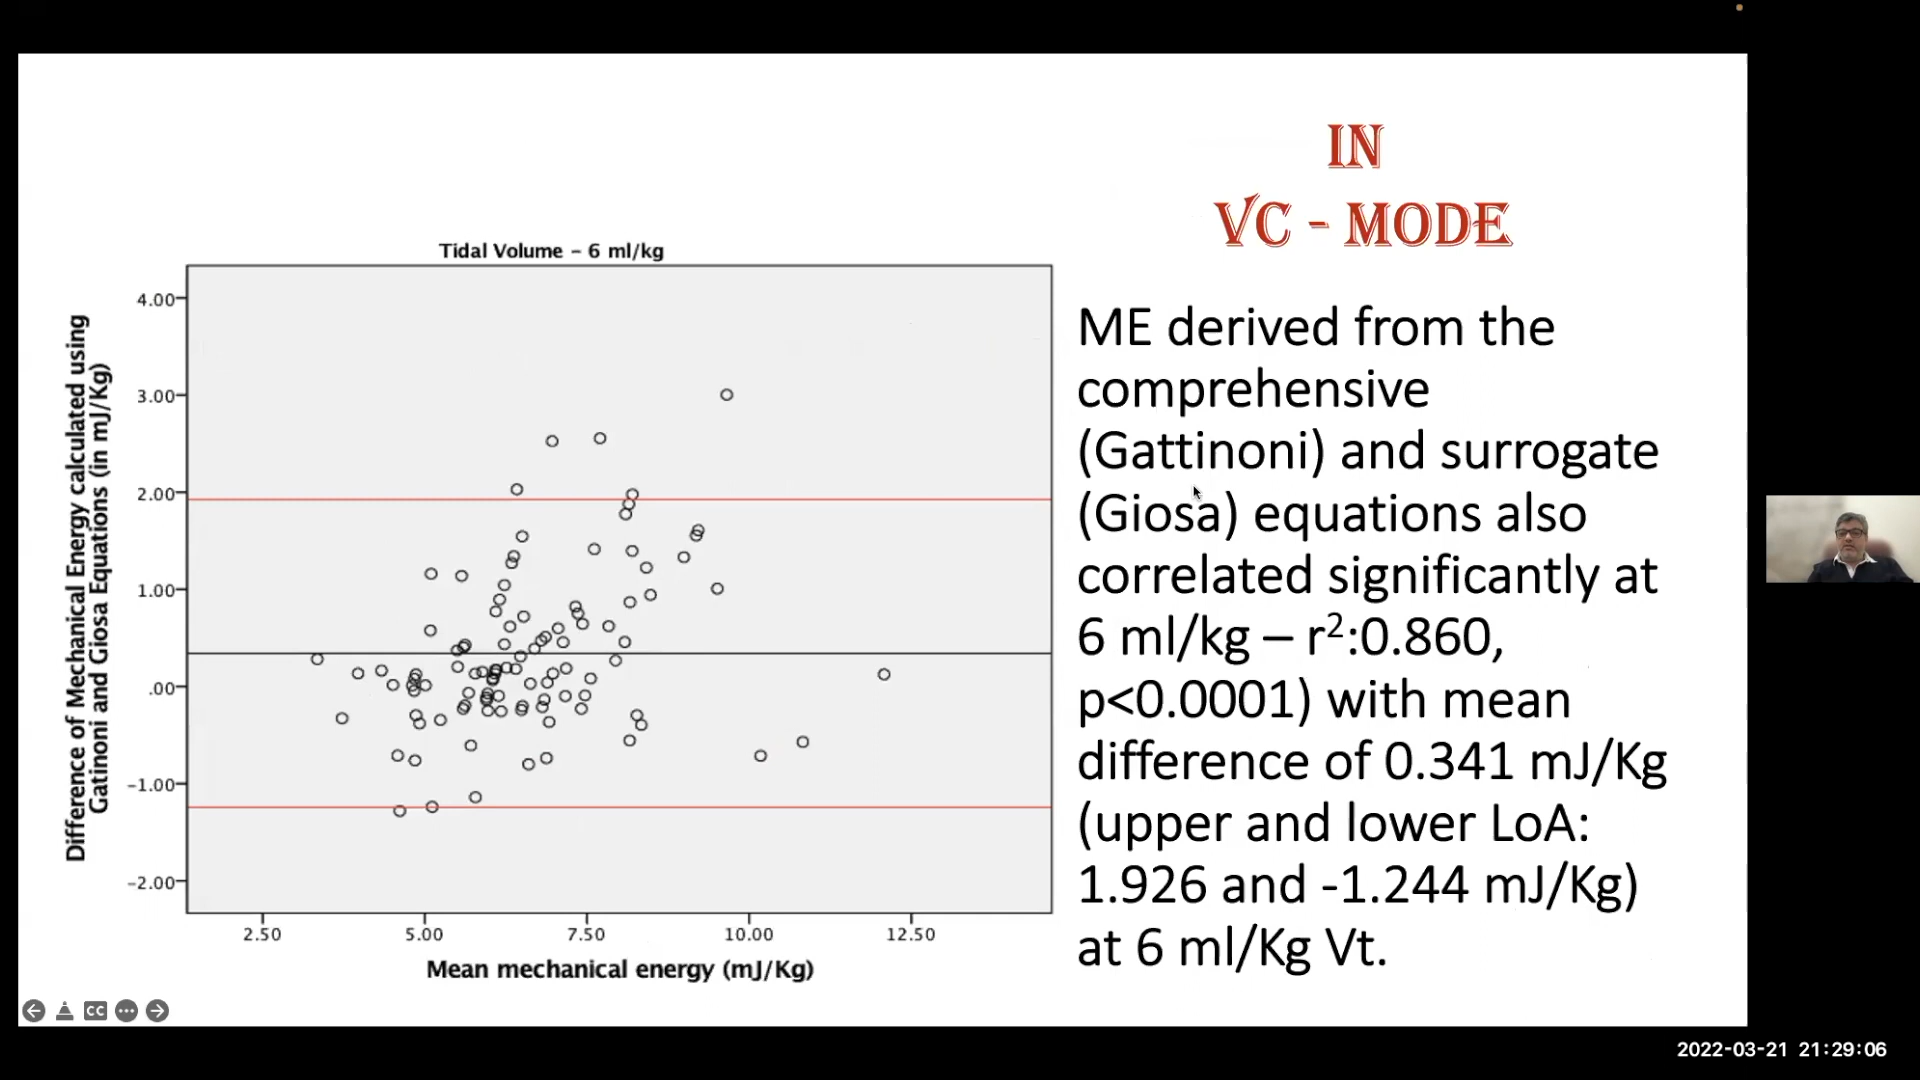 IN
VC - MODE
Tidal Volume – 6 ml/kg
Difference of Mechanical Energy calculated using
Gatinoni and Giosa Equations (in mJ/Kg)
4.00
3.00
2.00
1.00
.00
-1.00
-2.00
2.50 5.00 7.50 10.00 12.50
Mean mechanical energy (mJ/Kg)
ME derived from the
comprehensive
(Gattinoni) and surrogate
(Giosa) equations also
correlated significantly at
6 ml/kg – r²:0.860,
p<0.0001) with mean
difference of 0.341 mJ/Kg
(upper and lower LoA:
1.926 and -1.244 mJ/Kg)
at 6 ml/Kg Vt.
CC
2022-03-21 21:29:06